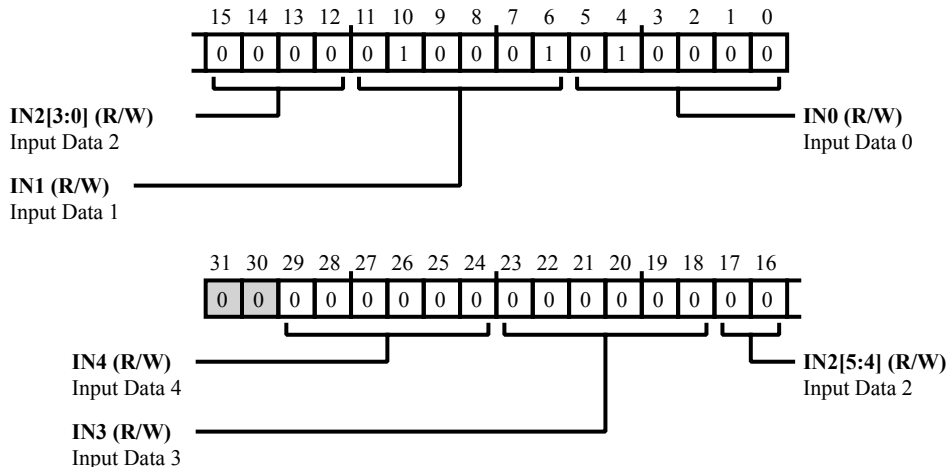 15 14 13 12 11 10 9 8 7 6 5 4 3 2 1 0
0 0 0 0 0 1 0 0 0 1 0 1 0 0 0 0
IN2[3:0] (R/W)
Input Data 2
IN0 (R/W)
Input Data 0
IN1 (R/W)
Input Data 1
31 30 29 28 27 26 25 24 23 22 21 20 19 18 17 16
0 0 0 0 0 0 0 0 0 0 0 0 0 0 0 0
IN4 (R/W)
Input Data 4
IN2[5:4] (R/W)
Input Data 2
IN3 (R/W)
Input Data 3